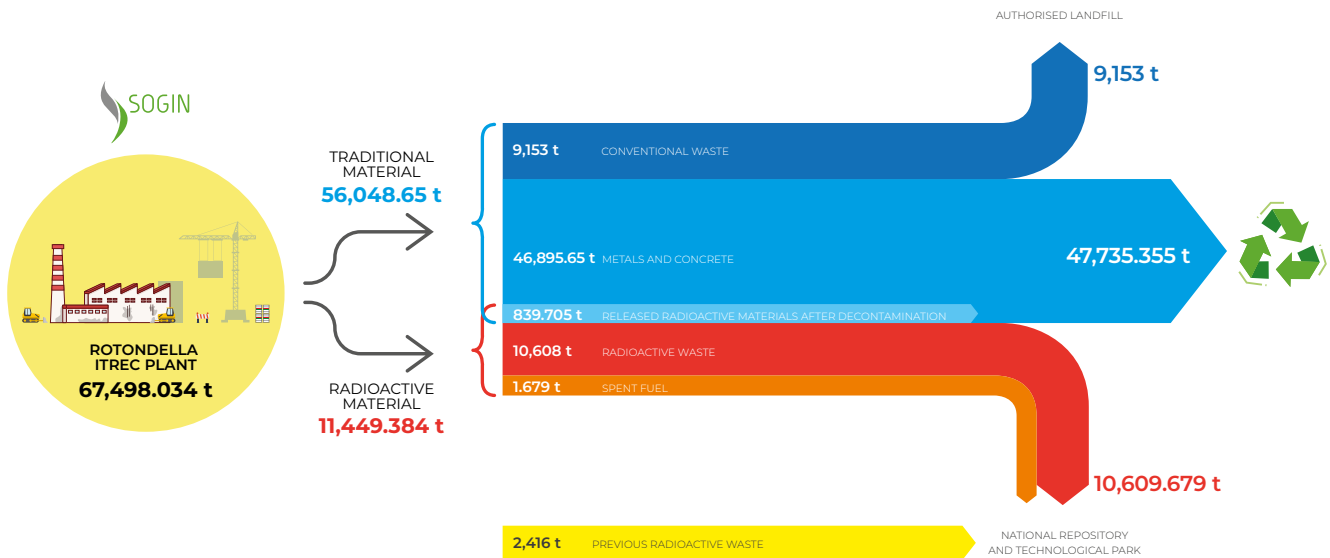 AUTHORISED LANDFILL
9,153 t
SOGIN
TRADITIONAL
MATERIAL
56,048.65 t
9,153 t CONVENTIONAL WASTE
46,895.65 t METALS AND CONCRETE
47,735.355 t
839.705 t RELEASED RADIOACTIVE MATERIALS AFTER DECONTAMINATION
10,608 t RADIOACTIVE WASTE
1.679 t SPENT FUEL
ROTONDELLA
ITREC PLANT
67,498.034 t
RADIOACTIVE
MATERIAL
11,449.384 t
10,609.679 t
2,416 t PREVIOUS RADIOACTIVE WASTE
NATIONAL REPOSITORY
AND TECHNOLOGICAL PARK